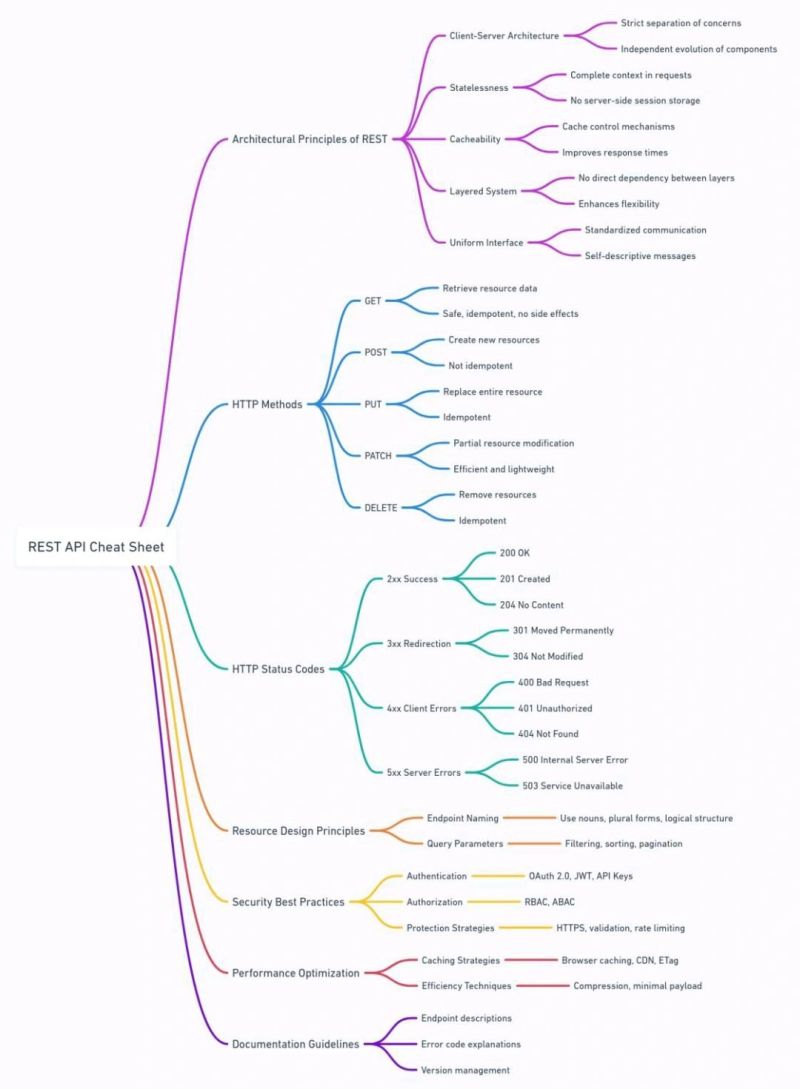 REST API Cheat Sheet
Architectural Principles of REST
Client-Server Architecture
Strict separation of concerns
Independent evolution of components
Statelessness
Complete context in requests
No server-side session storage
Cacheability
Cache control mechanisms
Improves response times
Layered System
No direct dependency between layers
Enhances flexibility
Uniform Interface
Standardized communication
Self-descriptive messages
HTTP Methods
GET
Retrieve resource data
Safe, idempotent, no side effects
POST
Create new resources
Not idempotent
PUT
Replace entire resource
Idempotent
PATCH
Partial resource modification
Efficient and lightweight
DELETE
Remove resources
Idempotent
HTTP Status Codes
2xx Success
200 OK
201 Created
204 No Content
3xx Redirection
301 Moved Permanently
304 Not Modified
4xx Client Errors
400 Bad Request
401 Unauthorized
404 Not Found
5xx Server Errors
500 Internal Server Error
503 Service Unavailable
Resource Design Principles
Endpoint Naming
Use nouns, plural forms, logical structure
Query Parameters
Filtering, sorting, pagination
Security Best Practices
Authentication
OAuth 2.0, JWT, API Keys
Authorization
RBAC, ABAC
Protection Strategies
HTTPS, validation, rate limiting
Performance Optimization
Caching Strategies
Browser caching, CDN, ETag
Efficiency Techniques
Compression, minimal payload
Documentation Guidelines
Endpoint descriptions
Error code explanations
Version management